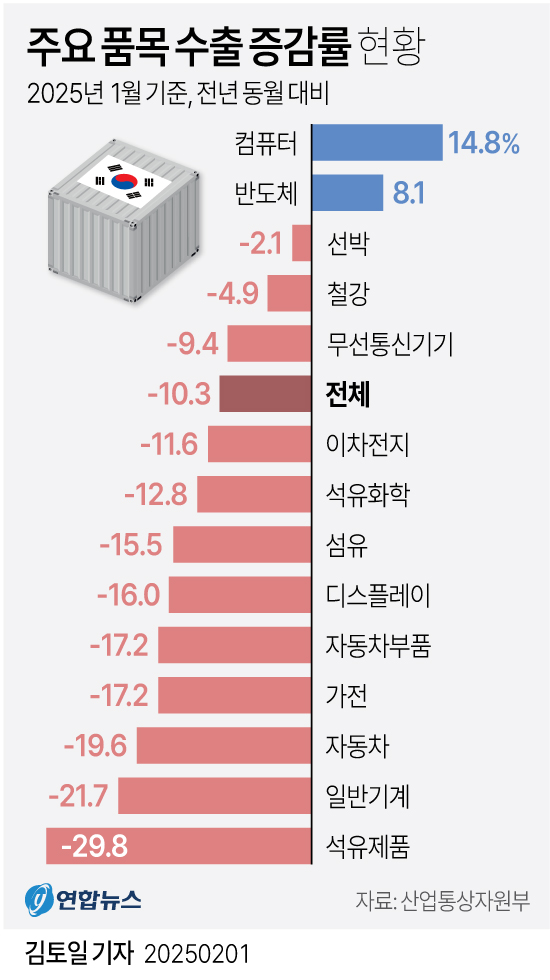 주요 품목 수출 증감률 현황
2025년 1월 기준, 전년 동월 대비
컴퓨터 14.8%
반도체 8.1
-2.1 선박
-4.9 철강
-9.4 무선통신기기
-10.3 전체
-11.6 이차전지
-12.8 석유화학
-15.5 섬유
-16.0 디스플레이
-17.2 자동차부품
-17.2 가전
-19.6 자동차
-21.7 일반기계
-29.8 석유제품
y 연합뉴스 자료: 산업통상자원부
김토일 기자 20250201